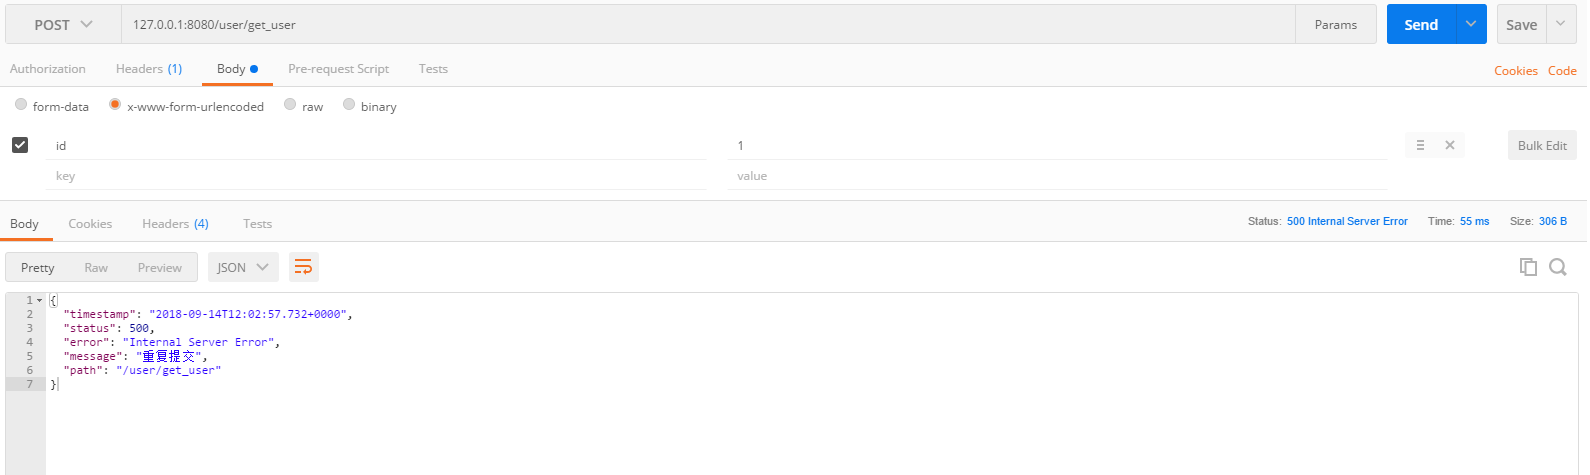 POST 127.0.0.1:8080/user/get_user Params Send Save
Authorization Headers (1) Body Pre-request Script Tests Cookies Code
form-data x-www-form-urlencoded raw binary
id 1 Bulk Edit
key value
Body Cookies Headers (4) Tests Status: 500 Internal Server Error Time: 55 ms Size: 306 B
Pretty Raw Preview JSON
1 {
2 "timestamp": "2018-09-14T12:02:57.732+0000",
3 "status": 500,
4 "error": "Internal Server Error",
5 "message": "重复提交",
6 "path": "/user/get_user"
7 }